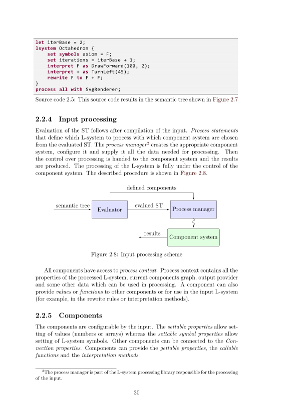 let iterBase = 2;
lsystem Octahedron {
set symbols axiom = F;
set iterations = iterBase + 3;
interpret F as DrawForward(100, 2);
interpret + as TurnLeft(45);
rewrite F to F + F;
}
process all with SvgRenderer;
Source code 2.5: This source code results in the semantic tree shown in Figure 2.7
2.2.4 Input processing
Evaluation of the ST follows after compilation of the input. Process statements
that define which L-system to process with which component system are chosen
from the evaluated ST. The process manager² creates the appropriate component
system, configure it and supply it all the data needed for processing. Then
the control over processing is handed to the component system and the results
are produced. The processing of the L-system is fully under the control of the
component system. The described procedure is shown in Figure 2.8.
defined components
semantic tree
Evaluator
evalued ST
Process manager
results
Component system
Figure 2.8: Input processing scheme
All components have access to process context. Process context contains all the
properties of the processed L-system, current components graph, output provider
and some other data which can be used in processing. A component can also
provide values or functions to other components or for use in the input L-system
(for example, in the rewrite rules or interpretation methods).
2.2.5 Components
The components are configurable by the input. The settable properties allow set-
ting of values (numbers or arrays) whereas the settable symbol properties allow
setting of L-system symbols. Other components can be connected to the Con-
nection properties. Components can provide the gettable properties, the callable
functions and the interpretation methods.
²The process manager is part of the L-system processing library responsible for the processing
of the input.